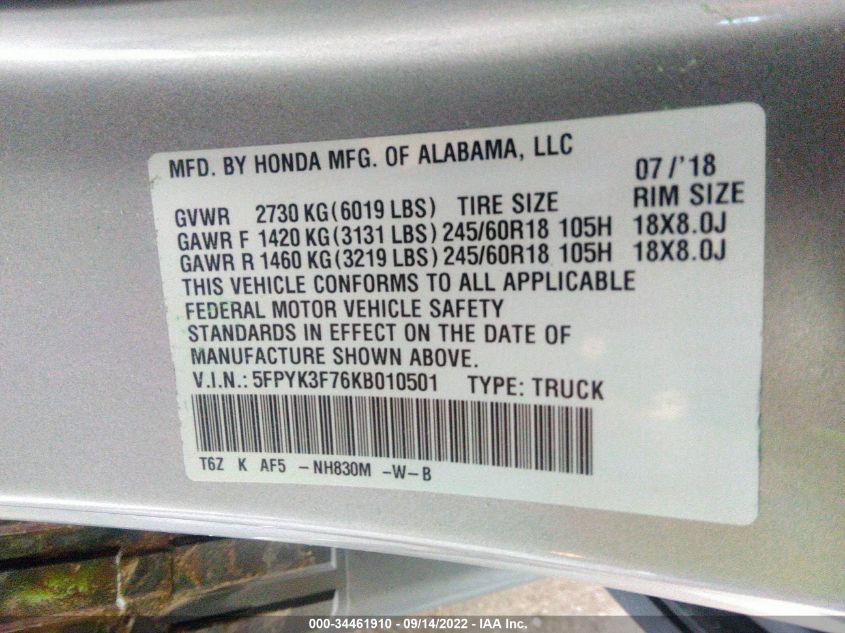 MFD. BY HONDA MFG. OF ALABAMA, LLC 07/'18
GVWR 2730 KG(6019 LBS) TIRE SIZE RIM SIZE
GAWR F 1420 KG(3131 LBS) 245/60R18 105H 18X8.0J
GAWR R 1460 KG(3219 LBS) 245/60R18 105H 18X8.0J
THIS VEHICLE CONFORMS TO ALL APPLICABLE
FEDERAL MOTOR VEHICLE SAFETY
STANDARDS IN EFFECT ON THE DATE OF
MANUFACTURE SHOWN ABOVE.
V.I.N.: 5FPYK3F76KB010501 TYPE: TRUCK
T6Z K AF5 -NH830M -W-B
000-34461910 - 09/14/2022 - IAA Inc.